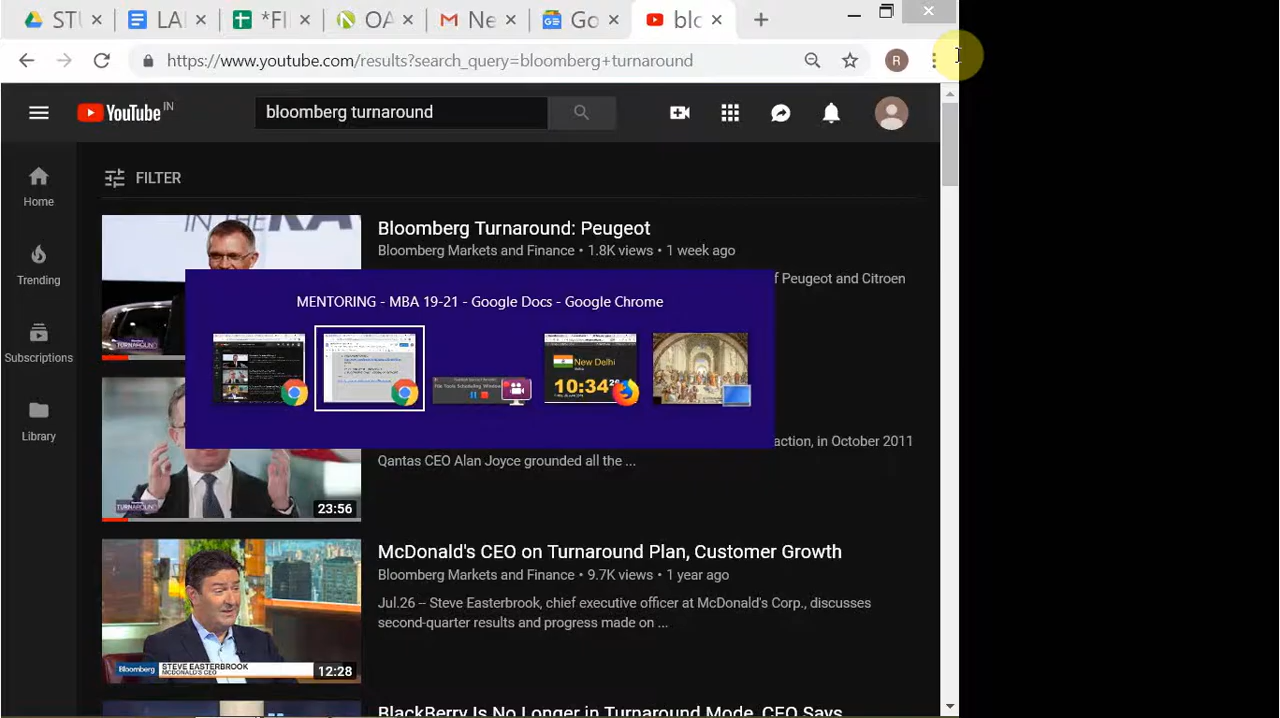 STU
LA
*FI
OA
Ne
Go
blo
https://www.youtube.com/results?search_query=bloomberg+turnaround
R
YouTube IN
bloomberg turnaround
FILTER
Home
Trending
Subscriptions
Library
Bloomberg Turnaround: Peugeot
Bloomberg Markets and Finance • 1.8K views • 1 week ago
f Peugeot and Citroen
MENTORING - MBA 19-21 - Google Docs - Google Chrome
New Delhi
10:34
action, in October 2011
Qantas CEO Alan Joyce grounded all the ...
TURNAROUND
23:56
McDonald's CEO on Turnaround Plan, Customer Growth
Bloomberg Markets and Finance • 9.7K views • 1 year ago
Jul.26 -- Steve Easterbrook, chief executive officer at McDonald's Corp., discusses
second-quarter results and progress made on ...
Bloomberg
STEVE EASTERBROOK
MCDONALD'S CEO
12:28
BlackBerry Is No Longer in Turnaround Mode, CEO Says